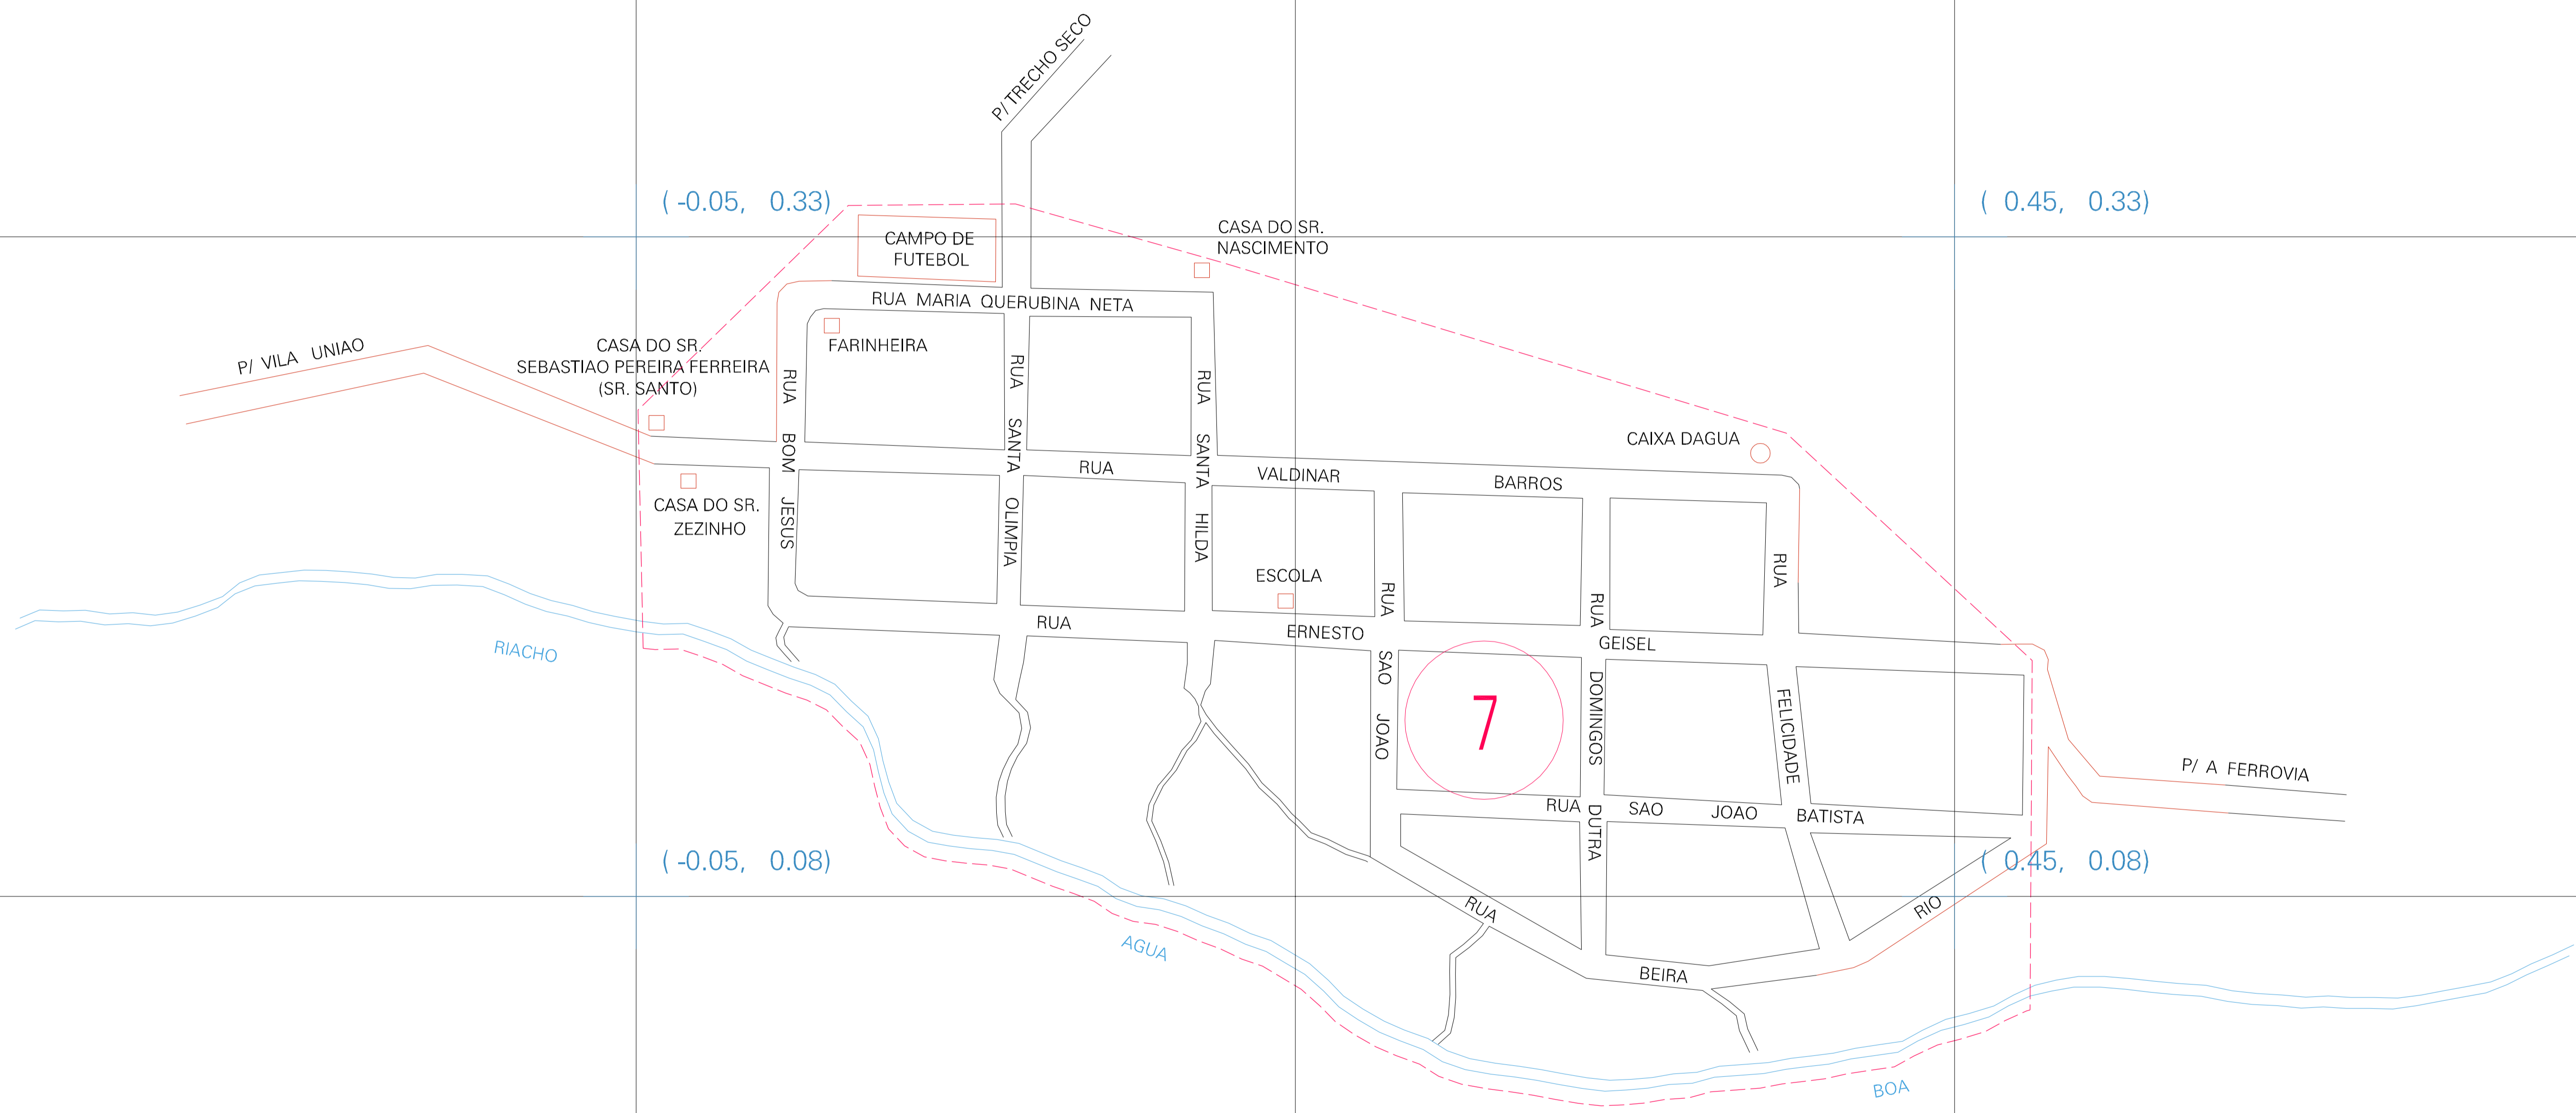 P/ TRECHO SECO
( -0.05, 0.33)
( 0.45, 0.33)
CASA DO SR.
NASCIMENTO
CAMPO DE
FUTEBOL
RUA MARIA QUERUBINA NETA
P/ VILA UNIAO
CASA DO SR.
SEBASTIAO PEREIRA FERREIRA
(SR. SANTO)
FARINHEIRA
RUA BOM JESUS
RUA SANTA OLIMPIA
RUA SANTA HILDA
CAIXA DAGUA
RUA VALDINAR BARROS
CASA DO SR.
ZEZINHO
ESCOLA
RUA ERNESTO GEISEL
RUA SAO JOAO
RUA DOMINGOS DUTRA
RUA FELICIDADE
7
P/ A FERROVIA
RUA SAO JOAO BATISTA
( -0.05, 0.08)
( 0.45, 0.08)
RUA BEIRA RIO
RIACHO AGUA BOA